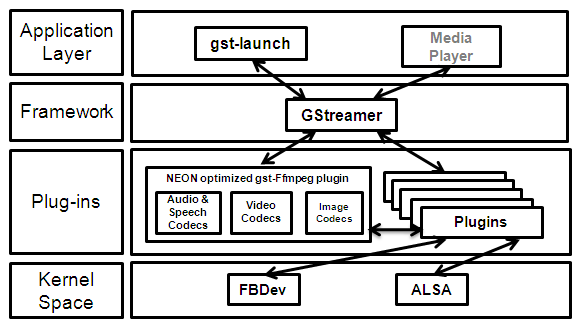 Application
Layer
gst-launch
Media
Player
Framework
GStreamer
Plug-ins
NEON optimized gst-Ffmpeg plugin
Audio &
Speech
Codecs
Video
Codecs
Image
Codecs
Plugins
Kernel
Space
FBDev
ALSA